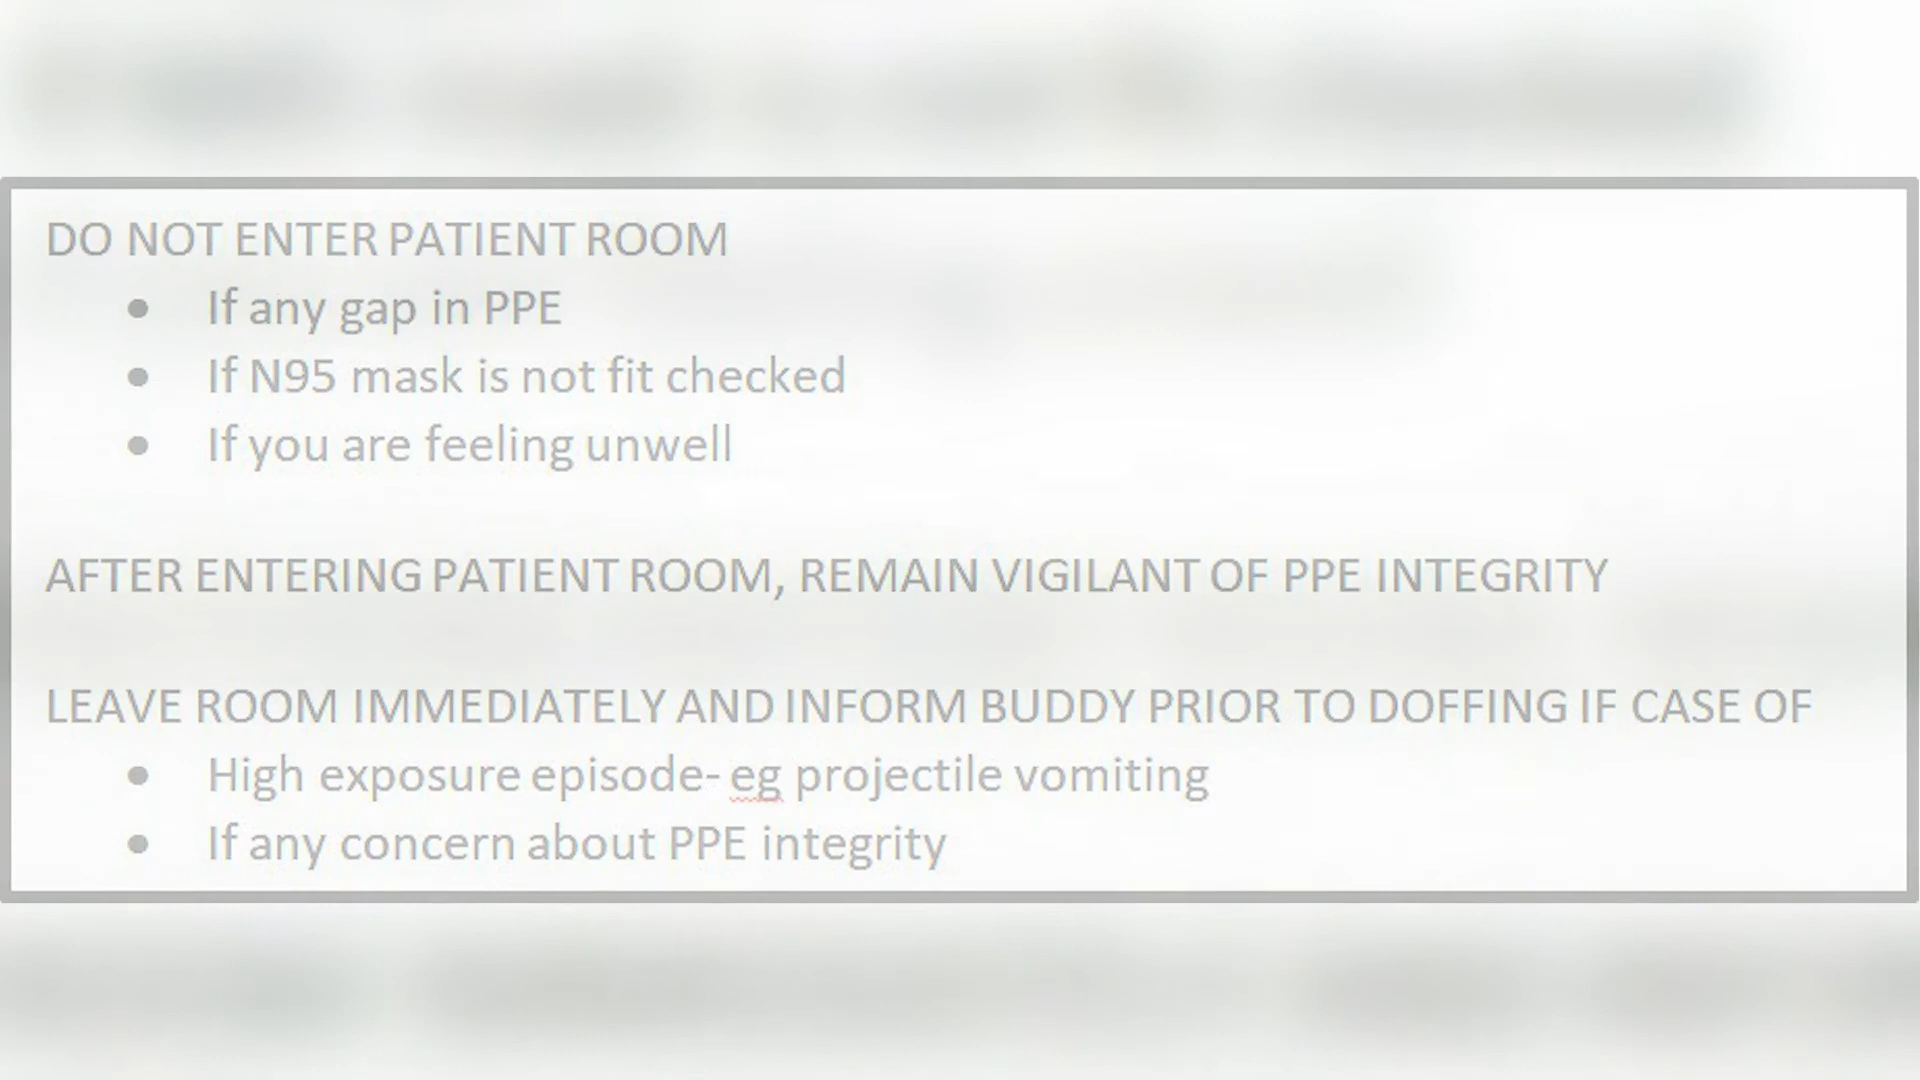 DO NOT ENTER PATIENT ROOM
• If any gap in PPE
• If N95 mask is not fit checked
• If you are feeling unwell
AFTER ENTERING PATIENT ROOM, REMAIN VIGILANT OF PPE INTEGRITY
LEAVE ROOM IMMEDIATELY AND INFORM BUDDY PRIOR TO DOFFING IF CASE OF
• High exposure episode- eg projectile vomiting
• If any concern about PPE integrity